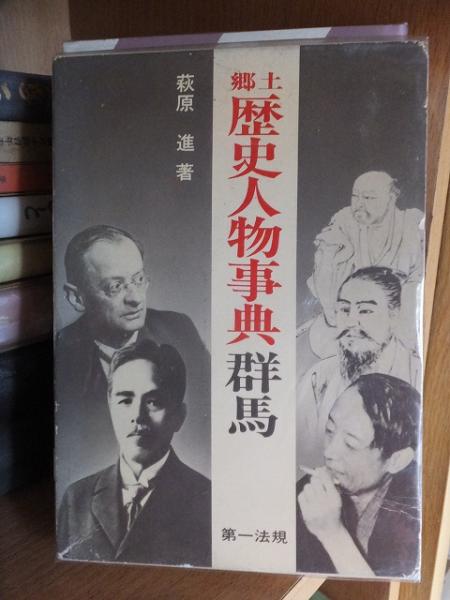 郷土
歴史人物事典
群馬
萩原 進 著
第一法規